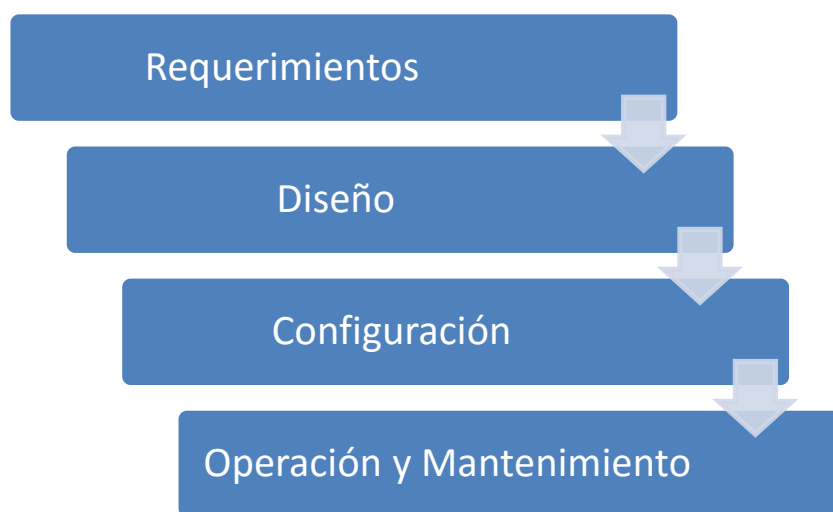 Requerimientos
Diseño
Configuración
Operación y Mantenimiento